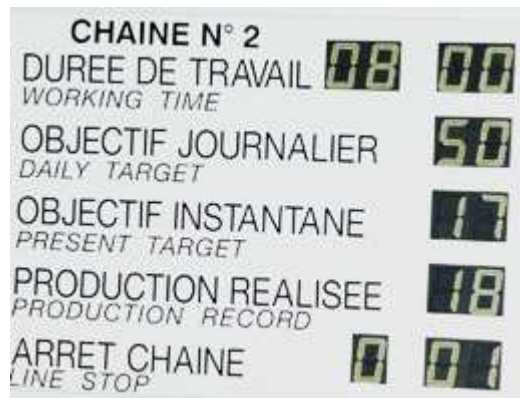 CHAINE N° 2
DUREE DE TRAVAIL 08 00
WORKING TIME
OBJECTIF JOURNALIER 50
DAILY TARGET
OBJECTIF INSTANTANE 17
PRESENT TARGET
PRODUCTION REALISEE 18
PRODUCTION RECORD
ARRET CHAINE 0 01
LINE STOP